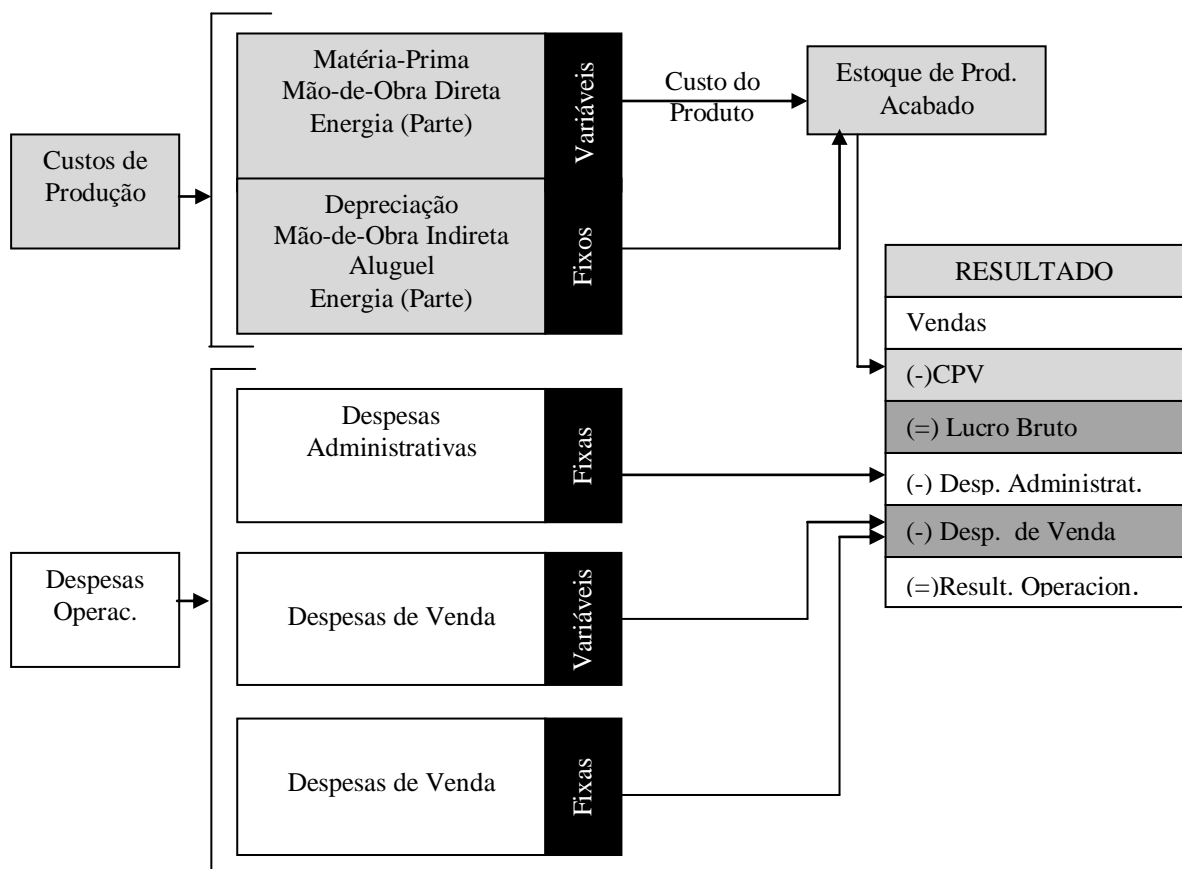 Custos de
Produção
Matéria-Prima
Mão-de-Obra Direta
Energia (Parte)
Variáveis
Depreciação
Mão-de-Obra Indireta
Aluguel
Energia (Parte)
Fixos
Custo do
Produto
Estoque de Prod.
Acabado
Despesas
Operac.
Despesas
Administrativas
Fixas
Despesas de Venda
Variáveis
Despesas de Venda
Fixas
RESULTADO
Vendas
(-)CPV
(=) Lucro Bruto
(-) Desp. Administrat.
(-) Desp. de Venda
(=)Result. Operacion.